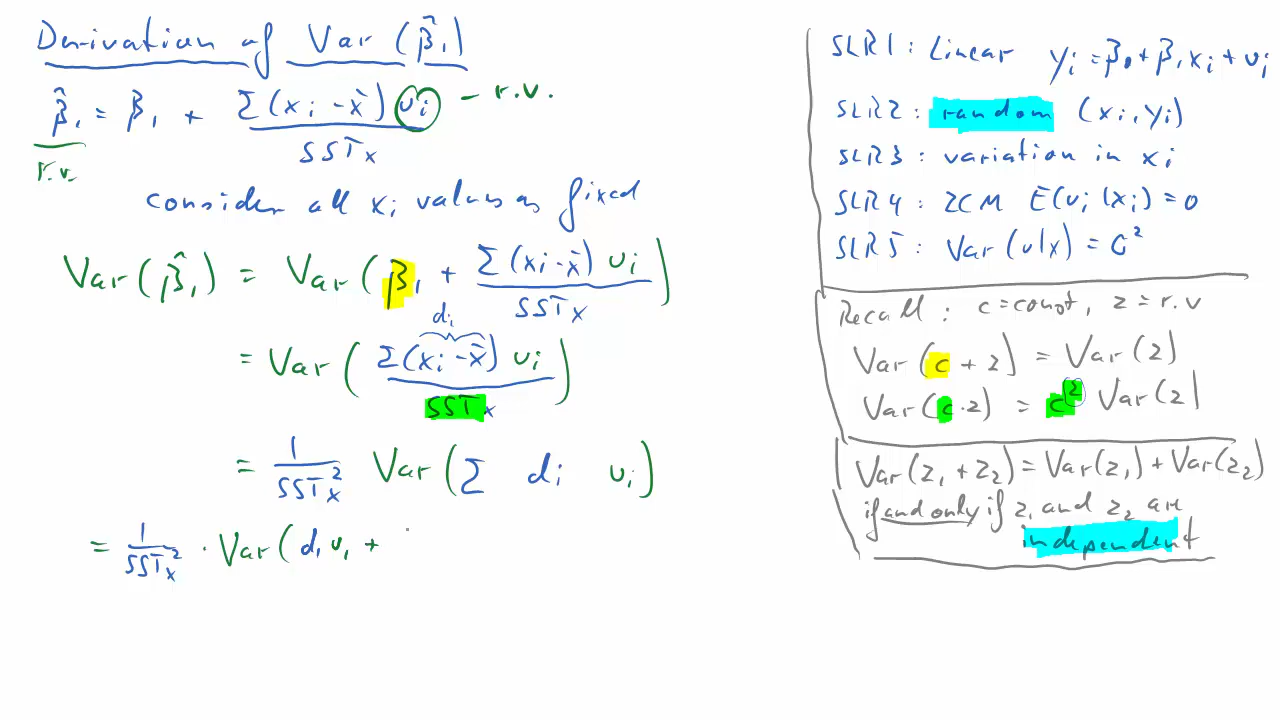 Derivation of Var (β̂₁)
β̂₁ = β₁ + Σ (xi - x̄) ui / SSTx - r.v.
r.v.
consider all xi values as fixed
Var (β̂₁) = Var (β₁ + Σ (xi - x̄) ui / SSTx)
di
= Var (Σ (xi - x̄) ui / SSTx)
= 1 / SSTx² Var (Σ di ui)
= 1 / SSTx² · Var (d₁ u₁ +
SLR1 : Linear yi = β₀ + β₁ xi + ui
SLR2 : random (xi, yi)
SLR3 : variation in xi
SLR4 : ZCM E(ui | xi) = 0
SLR5 : Var (u|x) = σ²
Recall : c = const, z = r.v
Var (c + z) = Var (z)
Var (c · z) = c² Var (z)
Var (z₁ + z₂) = Var (z₁) + Var (z₂)
if and only if z₁ and z₂ are
independent